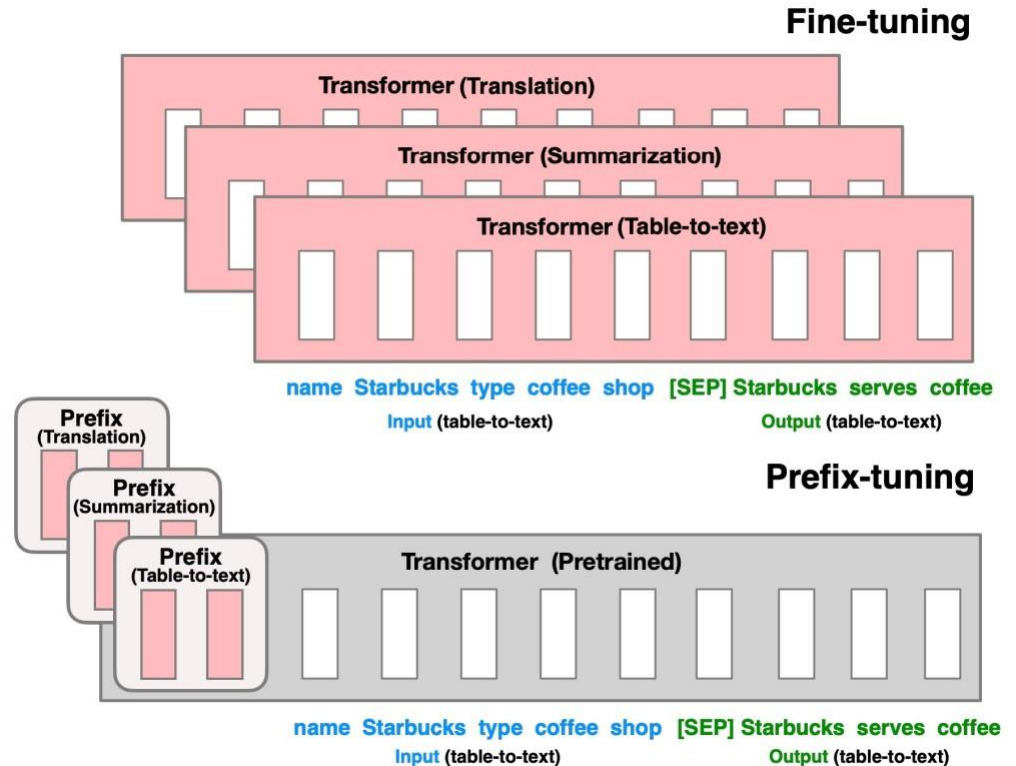 Fine-tuning
Transformer (Translation)
Transformer (Summarization)
Transformer (Table-to-text)
name Starbucks type coffee shop [SEP] Starbucks serves coffee
Input (table-to-text) Output (table-to-text)
Prefix-tuning
Prefix
(Translation)
Prefix
(Summarization)
Prefix
(Table-to-text)
Transformer (Pretrained)
name Starbucks type coffee shop [SEP] Starbucks serves coffee
Input (table-to-text) Output (table-to-text)